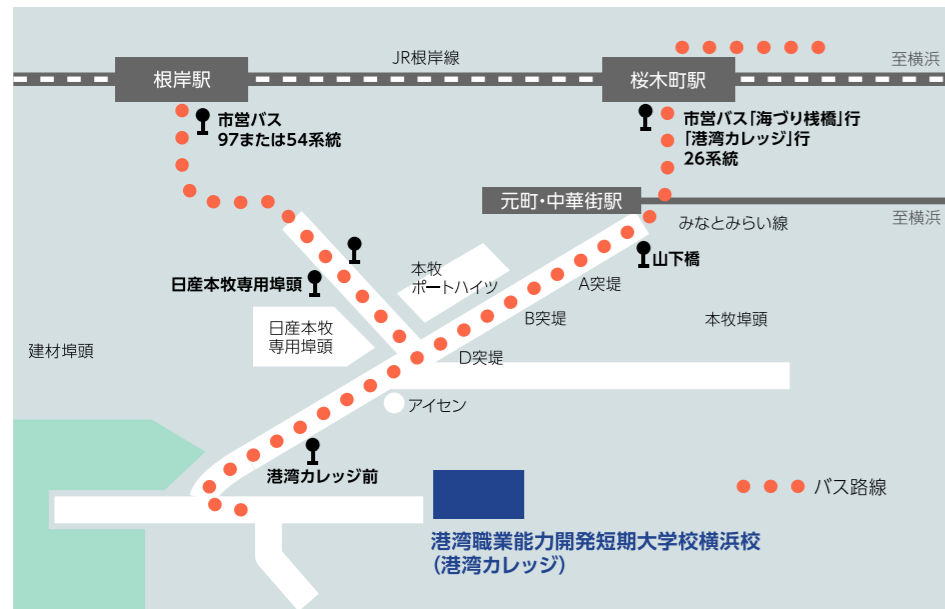 JR根岸線
至横浜
根岸駅
桜木町駅
市営バス
97または54系統
市営バス「海づり桟橋」行
「港湾カレッジ」行
26系統
元町・中華街駅
みなとみらい線
至横浜
山下橋
本牧
ポートハイツ
日産本牧専用埠頭
A突堤
B突堤
本牧埠頭
日産本牧
専用埠頭
建材埠頭
D突堤
アイセン
港湾カレッジ前
バス路線
港湾職業能力開発短期大学校横浜校
（港湾カレッジ）